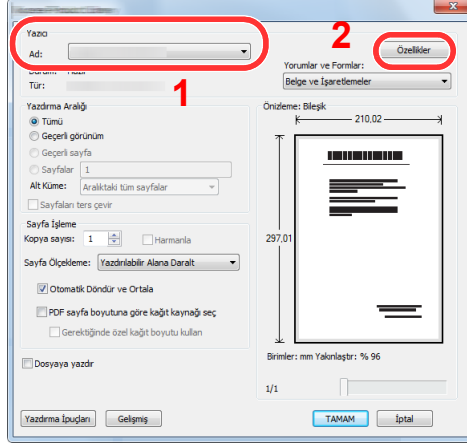 Yazıcı
1
2
Ad:
Özellikler
Durum: Hazır
Tür:
Yorumlar ve Formlar:
Belge ve İşaretlemeler
Yazdırma Aralığı
Tümü
Geçerli görünüm
Geçerli sayfa
Sayfalar 1
Alt Küme: Aralıktaki tüm sayfalar
Sayfaları ters çevir
Sayfa İşleme
Kopya sayısı: 1 Harmanla
Sayfa Ölçekleme: Yazdırılabilir Alana Daralt
Otomatik Döndür ve Ortala
PDF sayfa boyutuna göre kağıt kaynağı seç
Gerektiğinde özel kağıt boyutu kullan
Dosyaya yazdır
Önizleme: Bileşik
210,02
297,01
Birimler: mm Yakınlaştır: % 96
1/1
Yazdırma İpuçları
Gelişmiş
TAMAM
İptal